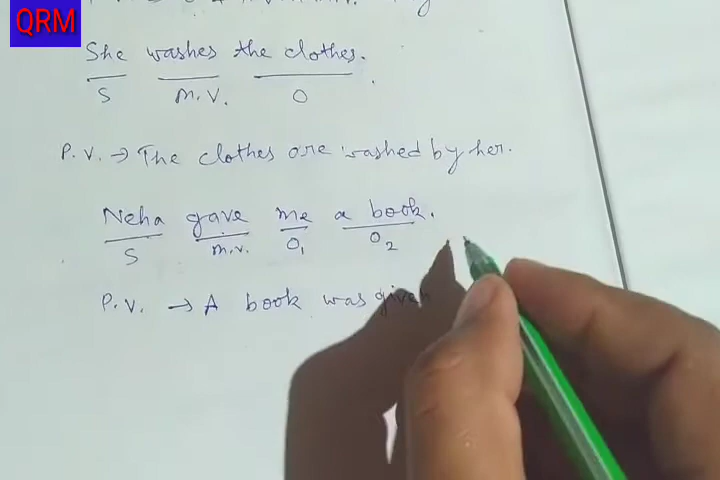 QRM
She washes the clothes.
S M.V. O
P.V. → The clothes are washed by her.
Neha gave me a book.
S M.V. O₁ O₂
P.V. → A book was given